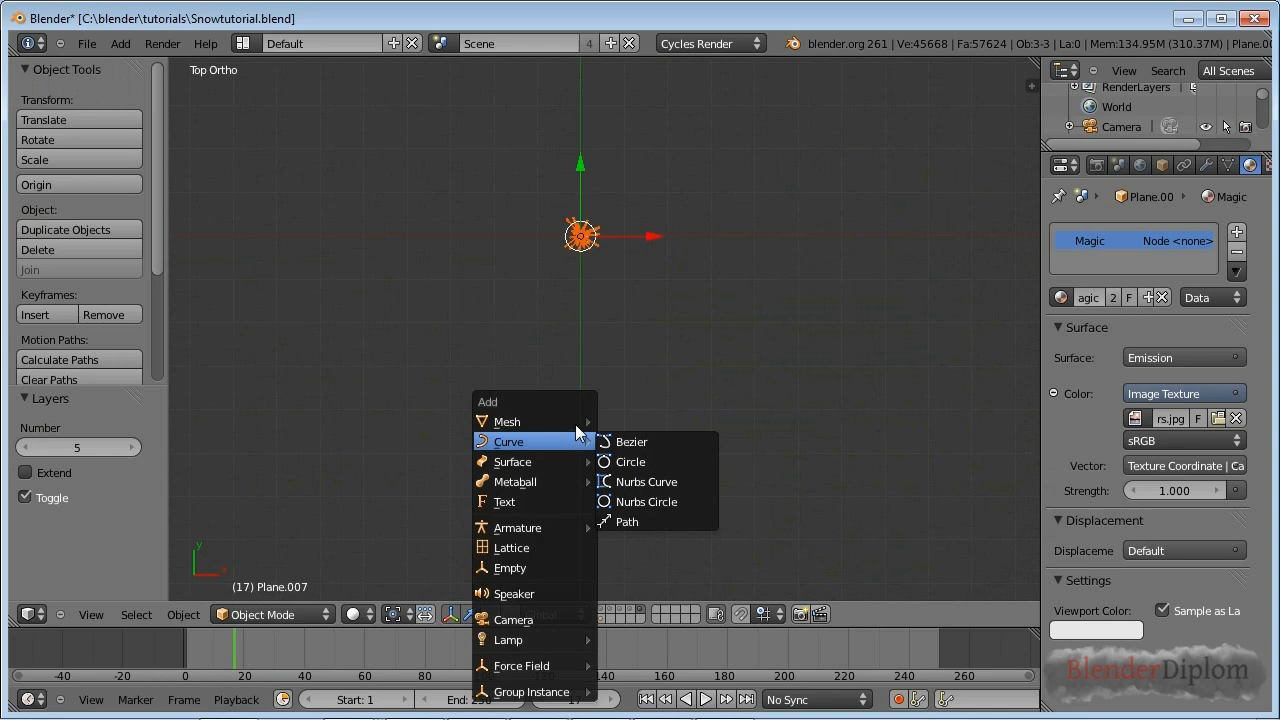 Blender* [C:\blender\tutorials\Snowtutorial.blend]
File Add Render Help Default Scene 4 Cycles Render blender.org 261 | Ve:45668 | Fa:57624 | Ob:3-3 | La:0 | Mem:134.95M (310.37M) | Plane.00
Object Tools
Transform:
Translate
Rotate
Scale
Origin
Object:
Duplicate Objects
Delete
Join
Keyframes:
Insert Remove
Motion Paths:
Calculate Paths
Clear Paths
Layers
Number
5
Extend
Toggle
Top Ortho
y
x
(17) Plane.007
Add
Mesh
Curve
Surface
Metaball
Text
Armature
Lattice
Empty
Speaker
Camera
Lamp
Force Field
Group Instance
Bezier
Circle
Nurbs Curve
Nurbs Circle
Path
View Search All Scenes
RenderLayers
World
Camera
Plane.00 Magic
Magic Node <none>
agic 2 F Data
Surface
Surface: Emission
Color: Image Texture
rs.jpg F
sRGB
Vector: Texture Coordinate | Ca
Strength: 1.000
Displacement
Displaceme Default
Settings
Viewport Color: Sample as La
BlenderDiplom
View Select Object Object Mode Global
-40 -20 0 20 40 60 80 100 120 140 160 180 200 220 240 260 280
View Marker Frame Playback Start: 1 End: 250 17 No Sync